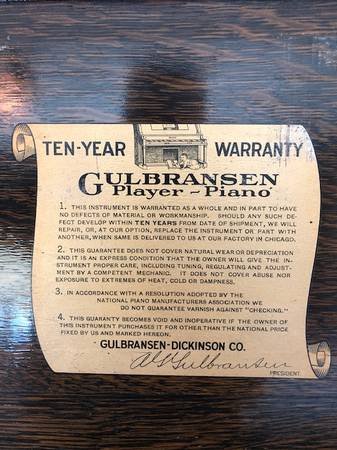 TEN-YEAR WARRANTY
GULBRANSEN
Player-Piano
1. THIS INSTRUMENT IS WARRANTED AS A WHOLE AND IN PART TO HAVE
NO DEFECTS OF MATERIAL OR WORKMANSHIP. SHOULD ANY SUCH DE-
FECT DEVELOP WITHIN TEN YEARS FROM DATE OF SHIPMENT, WE WILL
REPAIR, OR, AT OUR OPTION, REPLACE THE INSTRUMENT OR PART WITH
ANOTHER, WHEN SAME IS DELIVERED TO US AT OUR FACTORY IN CHICAGO.
2. THIS GUARANTEE DOES NOT COVER NATURAL WEAR OR DEPRECIATION
AND IT IS AN EXPRESS CONDITION THAT THE OWNER WILL GIVE THE IN-
STRUMENT PROPER CARE, INCLUDING TUNING, REGULATING AND ADJUST-
MENT BY A COMPETENT MECHANIC. IT DOES NOT COVER ABUSE NOR
EXPOSURE TO EXTREMES OF HEAT, COLD OR DAMPNESS.
3. IN ACCORDANCE WITH A RESOLUTION ADOPTED BY THE
NATIONAL PIANO MANUFACTURERS ASSOCIATION WE
DO NOT GUARANTEE VARNISH AGAINST "CHECKING."
4. THIS GUARANTY BECOMES VOID AND INOPERATIVE IF THE OWNER OF
THIS INSTRUMENT PURCHASES IT FOR OTHER THAN THE NATIONAL PRICE
FIXED BY US AND MARKED HEREON.
GULBRANSEN-DICKINSON CO.
A G Gulbransen
PRESIDENT.